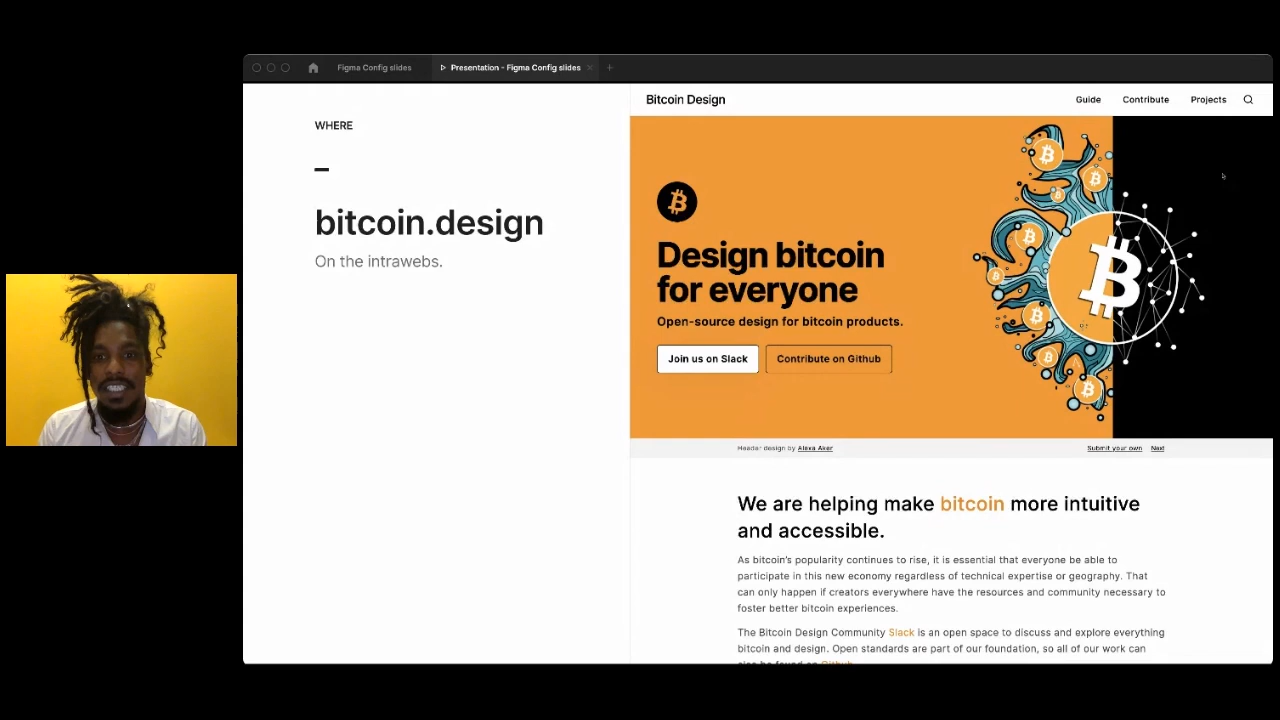 Figma Config slides
Presentation - Figma Config slides
WHERE
bitcoin.design
On the intrawebs.
Bitcoin Design
Guide
Contribute
Projects
Design bitcoin
for everyone
Open-source design for bitcoin products.
Join us on Slack
Contribute on Github
Header design by Alexa Aker
Submit your own
Next
We are helping make bitcoin more intuitive
and accessible.
As bitcoin's popularity continues to rise, it is essential that everyone be able to
participate in this new economy regardless of technical expertise or geography. That
can only happen if creators everywhere have the resources and community necessary to
foster better bitcoin experiences.
The Bitcoin Design Community Slack is an open space to discuss and explore everything
bitcoin and design. Open standards are part of our foundation, so all of our work can
also be found on Github.